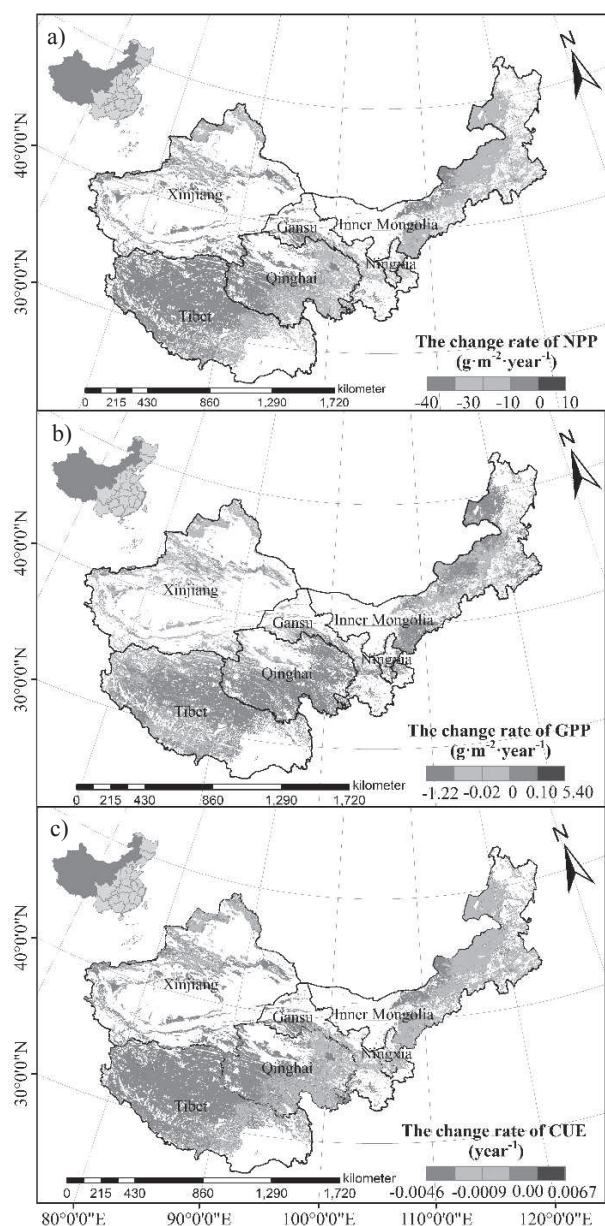 a)
N
40°0'0"N
30°0'0"N
Xinjiang
Gansu
Inner Mongolia
Ningxia
Qinghai
Tibet
The change rate of NPP
(g·m⁻²·year⁻¹)
-40 -30 -10 0 10
kilometer
0 215 430 860 1,290 1,720
b)
N
40°0'0"N
30°0'0"N
Xinjiang
Gansu
Inner Mongolia
Ningxia
Qinghai
Tibet
The change rate of GPP
(g·m⁻²·year⁻¹)
-1.22 -0.02 0 0.10 5.40
kilometer
0 215 430 860 1,290 1,720
c)
N
40°0'0"N
30°0'0"N
Xinjiang
Gansu
Inner Mongolia
Ningxia
Qinghai
Tibet
The change rate of CUE
(year⁻¹)
-0.0046 -0.0009 0.00 0.0067
kilometer
0 215 430 860 1,290 1,720
80°0'0"E 90°0'0"E 100°0'0"E 110°0'0"E 120°0'0"E